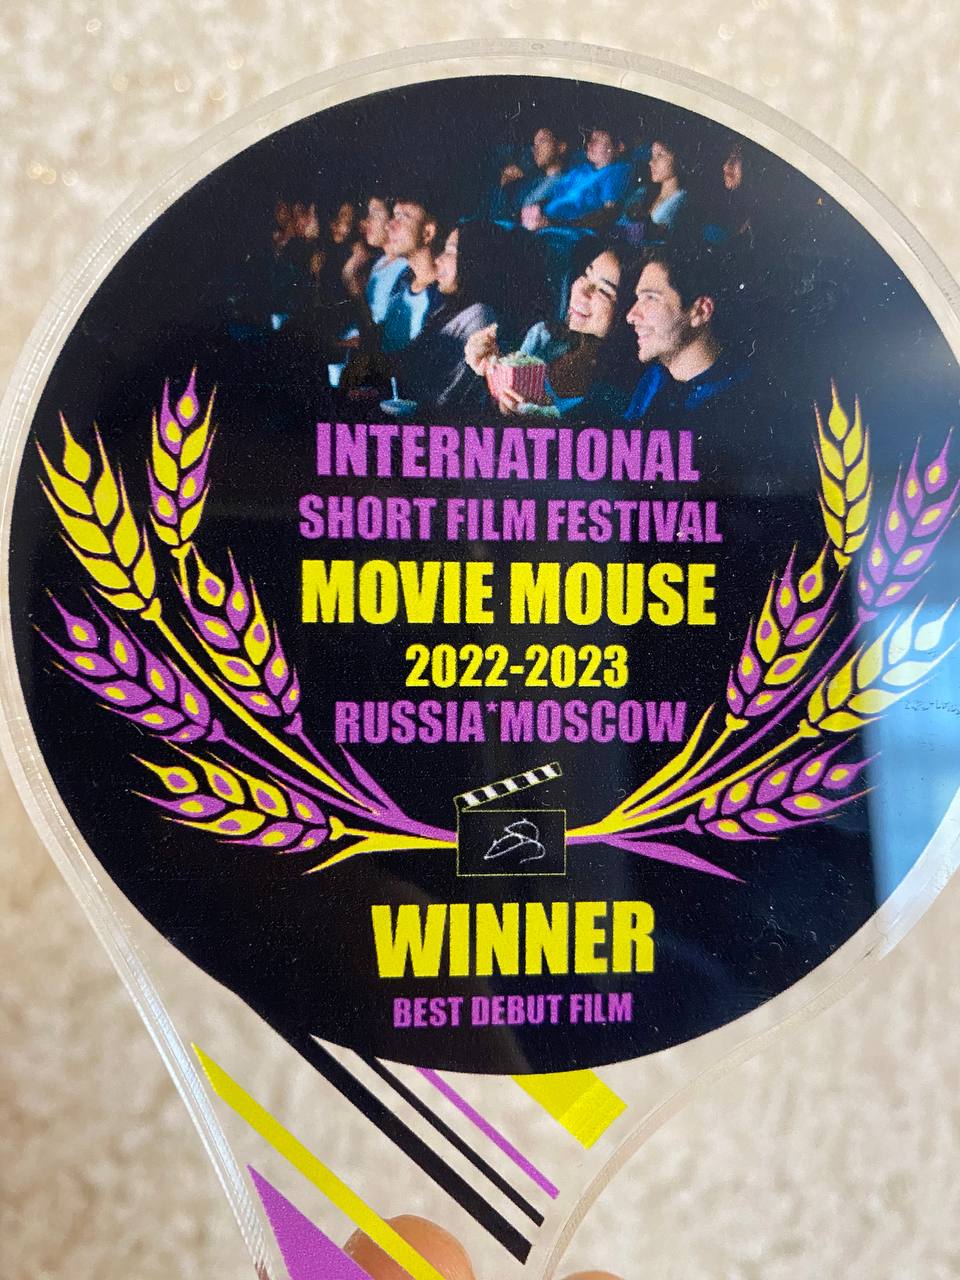 INTERNATIONAL
SHORT FILM FESTIVAL
MOVIE MOUSE
2022-2023
RUSSIA*MOSCOW
WINNER
BEST DEBUT FILM